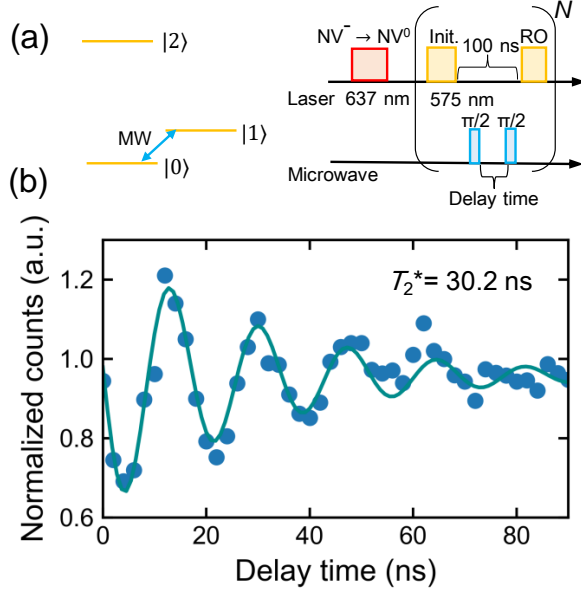 (a)
|2⟩
|1⟩
|0⟩
MW
NV⁻ → NV⁰
Init.
RO
N
100 ns
Laser
637 nm
575 nm
π/2 π/2
Microwave
Delay time
(b)
T₂*= 30.2 ns
Normalized counts (a.u.)
1.2
1.0
0.8
0.6
0 20 40 60 80
Delay time (ns)